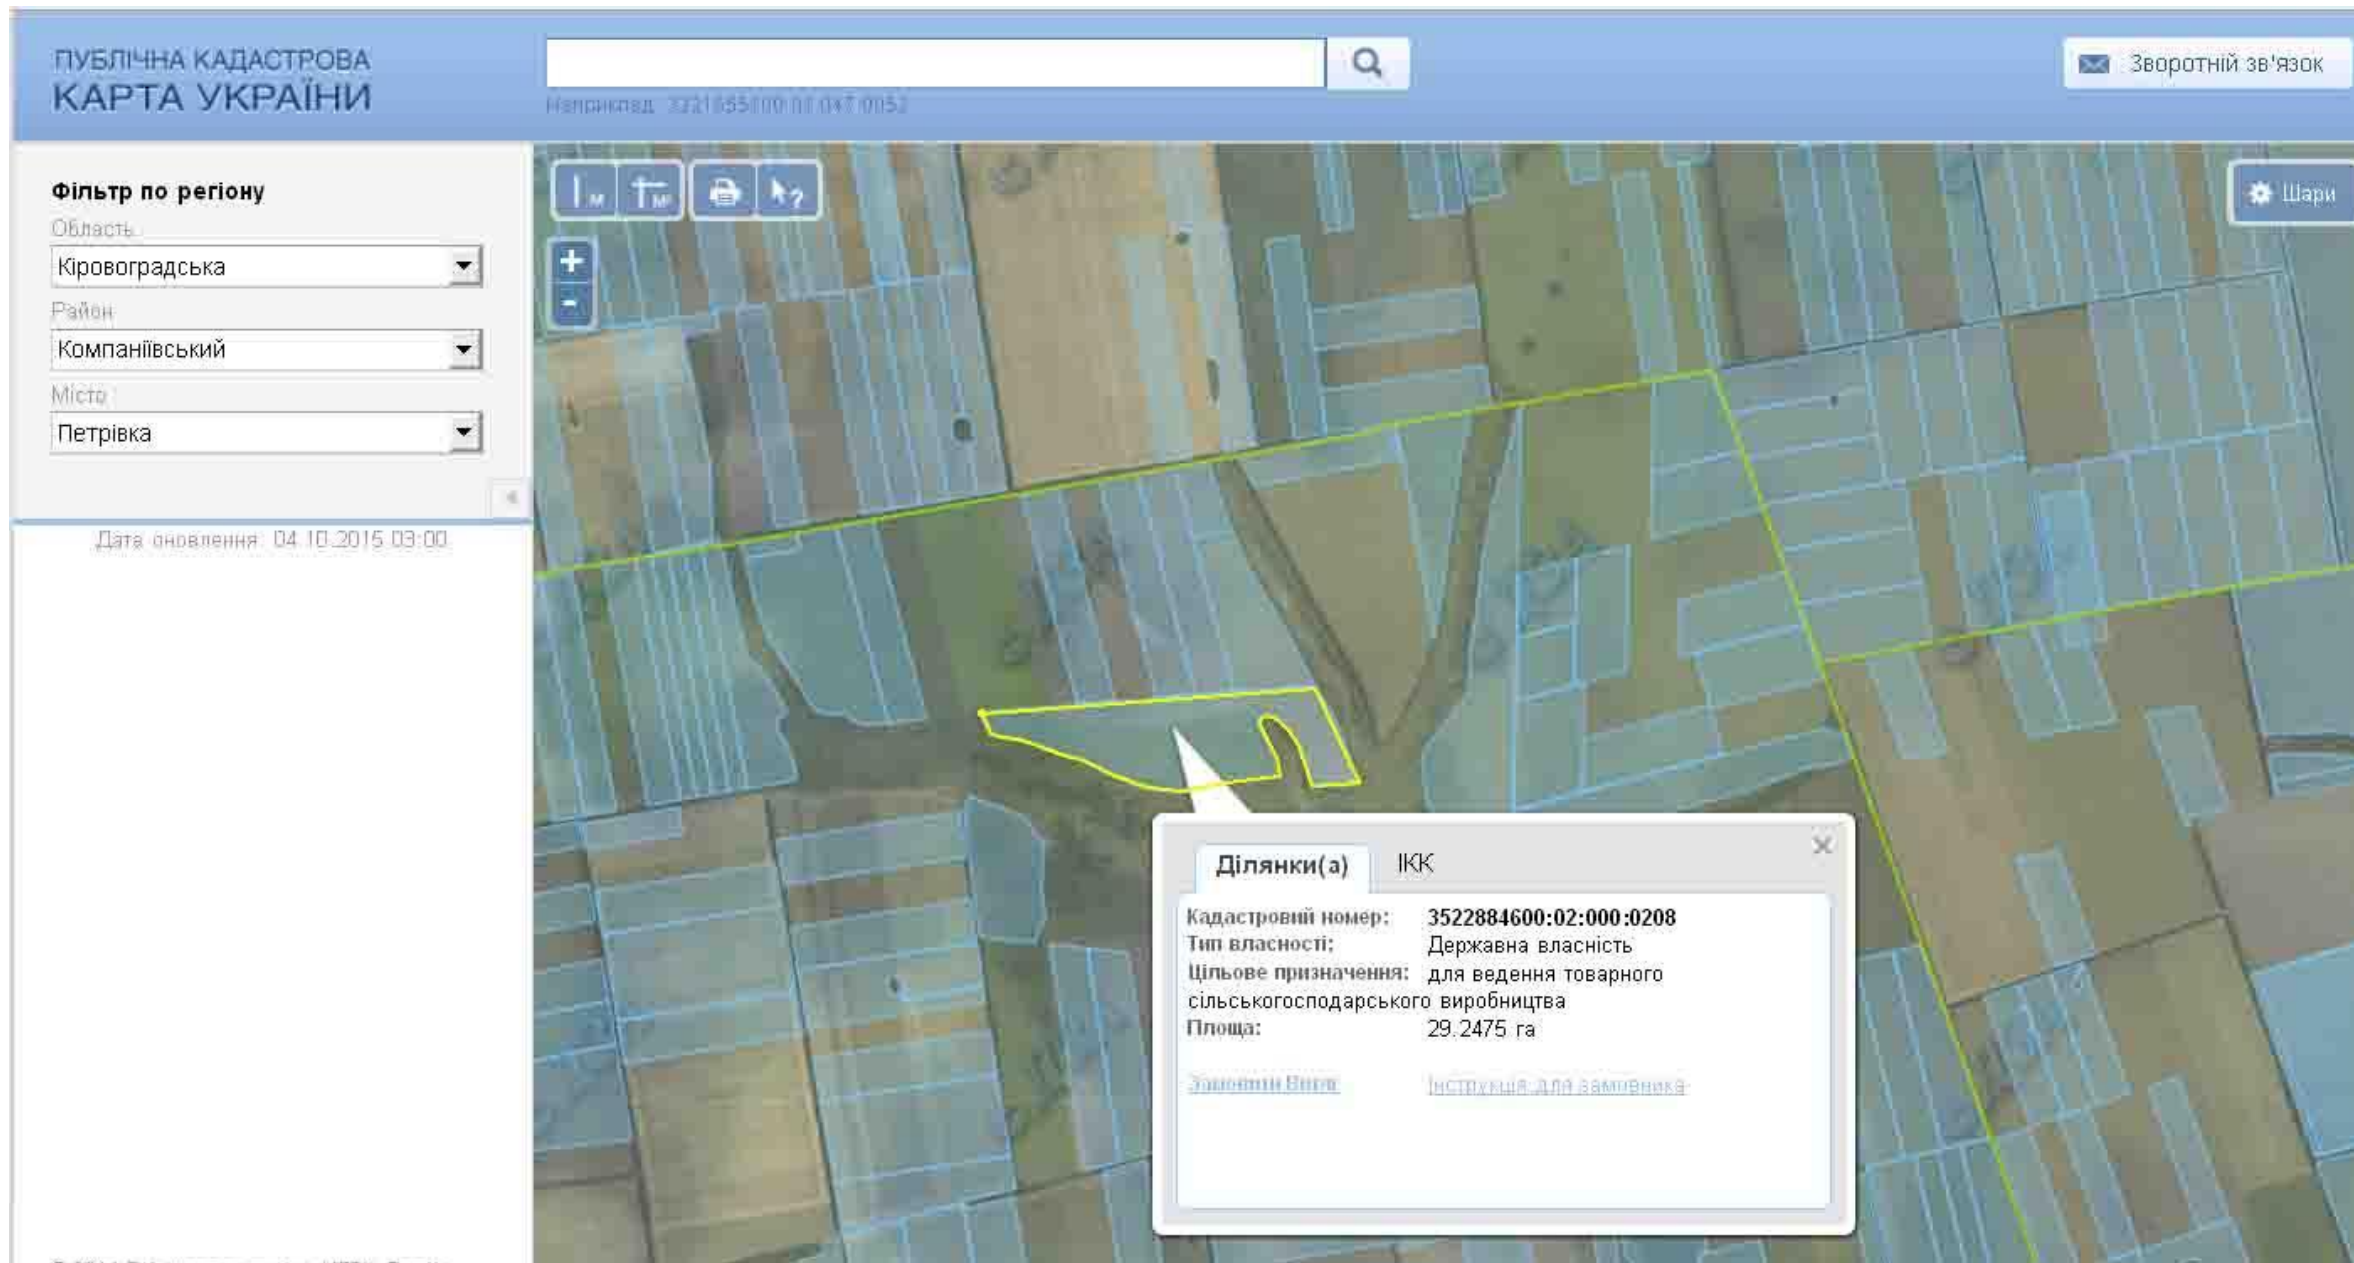 ПУБЛІЧНА КАДАСТРОВА
КАРТА УКРАЇНИ
Зворотній зв'язок
Фільтр по регіону
Область
Кіровоградська
Район
Компаніївський
Місто
Петрівка
Дата оновлення: 04.10.2015 03:00
м м²
?
+
-
Шари
Ділянки(а) ІКК
Кадастровий номер: 3522884600:02:000:0208
Тип власності: Державна власність
Цільове призначення: для ведення товарного
сільськогосподарського виробництва
Площа: 29.2475 га
Інструкція для замовника